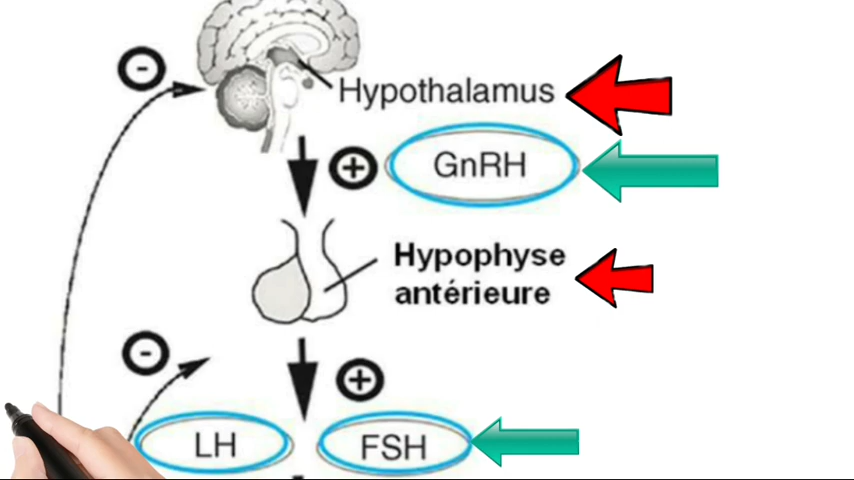 -
Hypothalamus
+
GnRH
Hypophyse
antérieure
-
+
LH
FSH